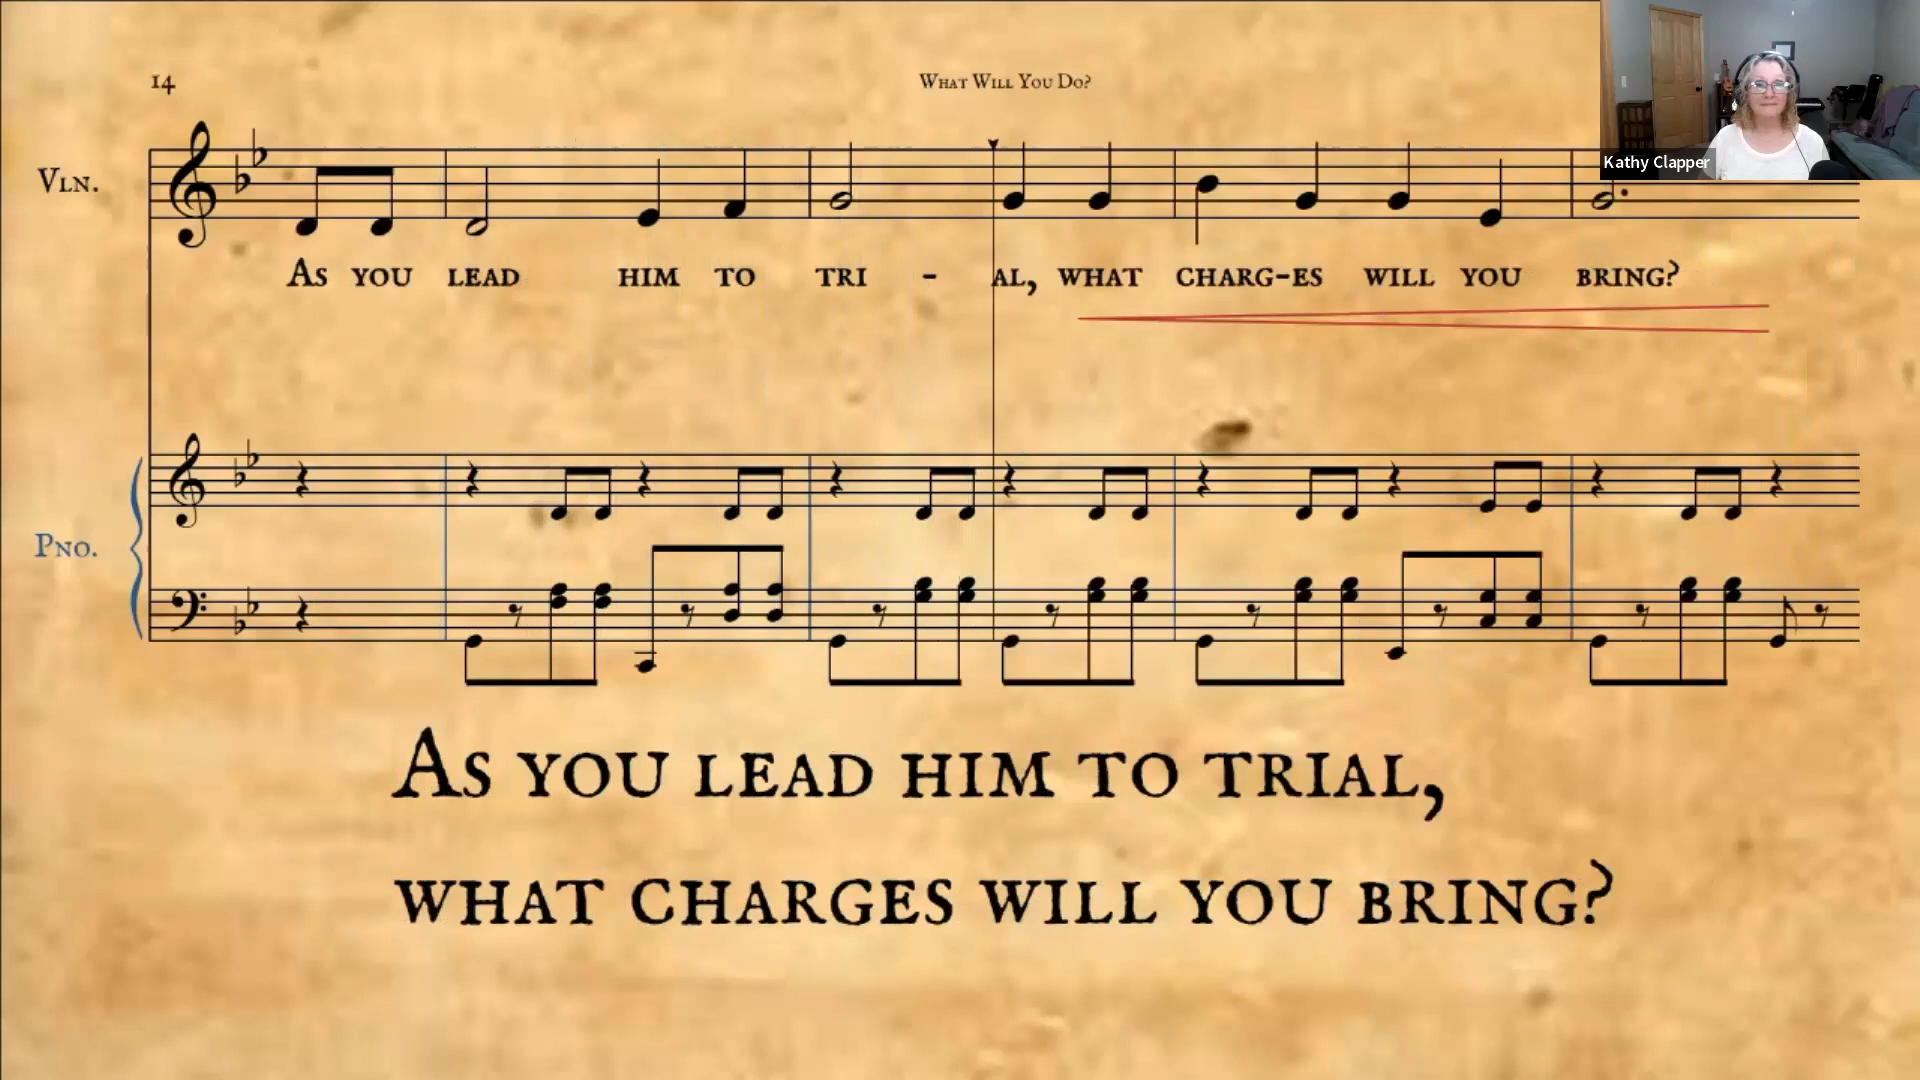 14
What Will You Do?
Kathy Clapper
Vln.
As you lead him to tri - al, what charg-es will you bring?
Pno.
As you lead him to trial,
what charges will you bring?